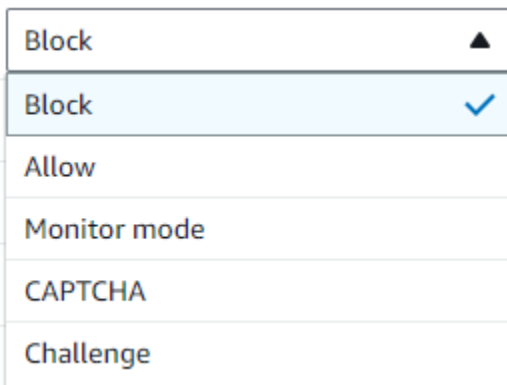 Block
Block
Allow
Monitor mode
CAPTCHA
Challenge